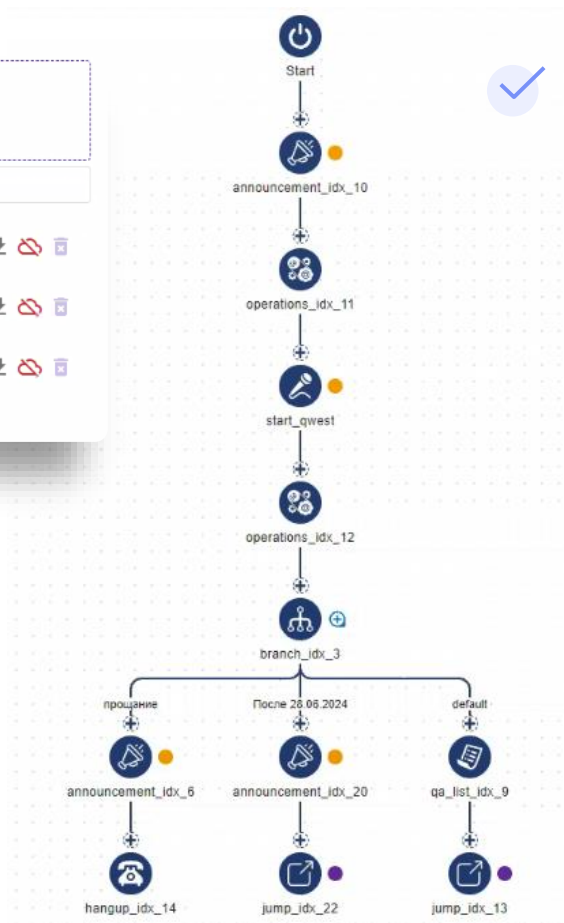 Start
announcement_idx_10
operations_idx_11
start_qwest
operations_idx_12
branch_idx_3
прощание
После 28.06.2024
default
announcement_idx_6
announcement_idx_20
qa_list_idx_9
hangup_idx_14
jump_idx_22
jump_idx_13